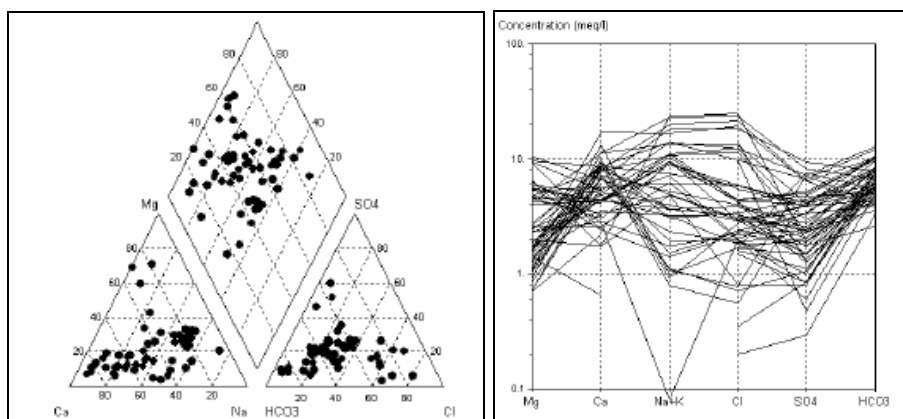 80 80
60 60
40 40
20 20
Mg SO4
80 80
60 60
40 40
20 20
80 60 40 20 20 40 60 80
Ca Na HCO3 Cl
Concentration (meq/l)
100.
10.
1.
0.1
Mg Ca Na+K Cl SO4 HCO3